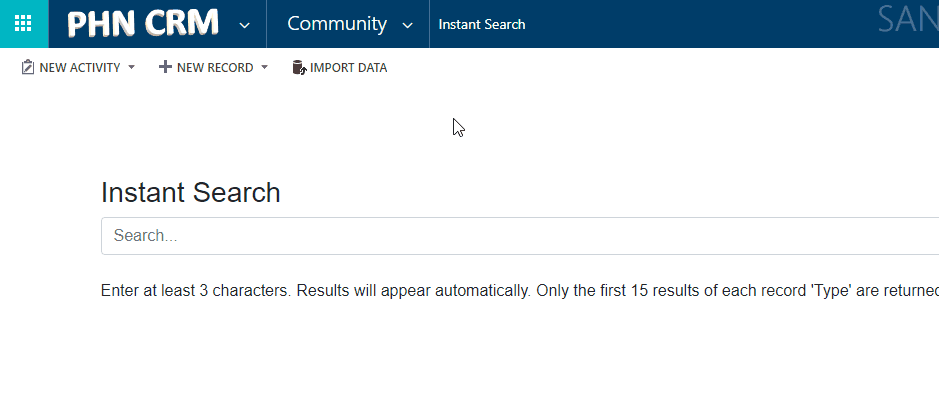 PHN CRM Community Instant Search SAN
NEW ACTIVITY NEW RECORD IMPORT DATA
Instant Search
Search...
Enter at least 3 characters. Results will appear automatically. Only the first 15 results of each record 'Type' are returned